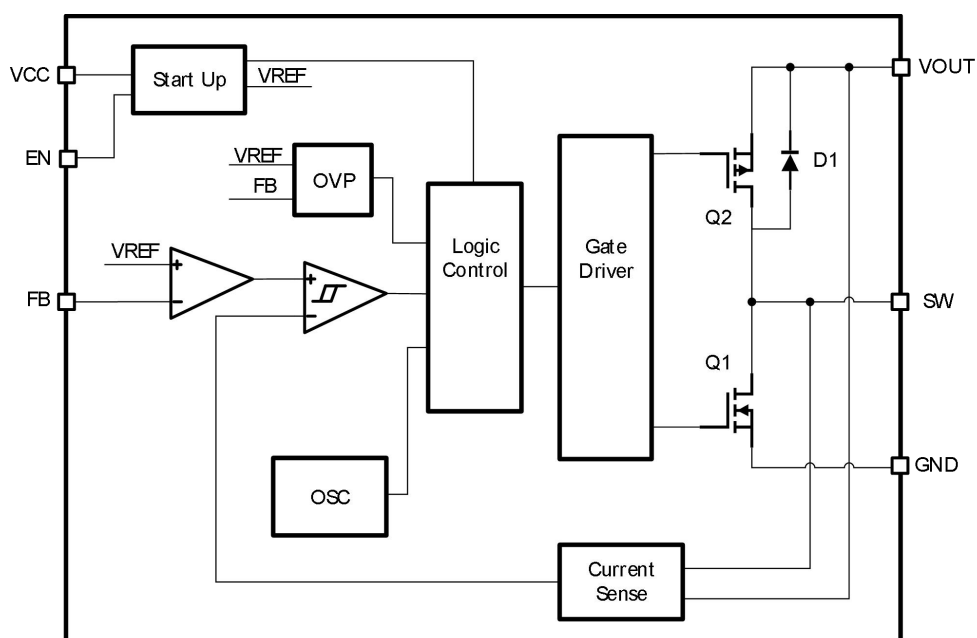 VCC
Start Up
VREF
VOUT
EN
VREF
FB
OVP
D1
Q2
Logic
Control
Gate
Driver
VREF
+
-
+
-
FB
SW
Q1
OSC
GND
Current
Sense